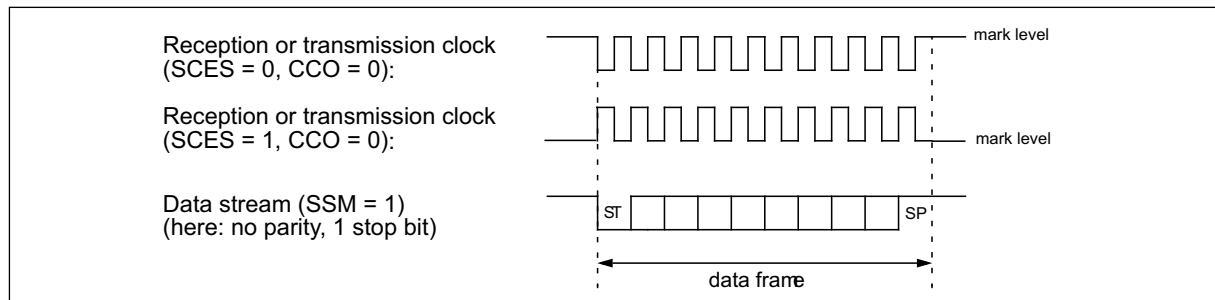 Reception or transmission clock
(SCES = 0, CCO = 0):
mark level
Reception or transmission clock
(SCES = 1, CCO = 0):
mark level
Data stream (SSM = 1)
(here: no parity, 1 stop bit)
ST
SP
data frame